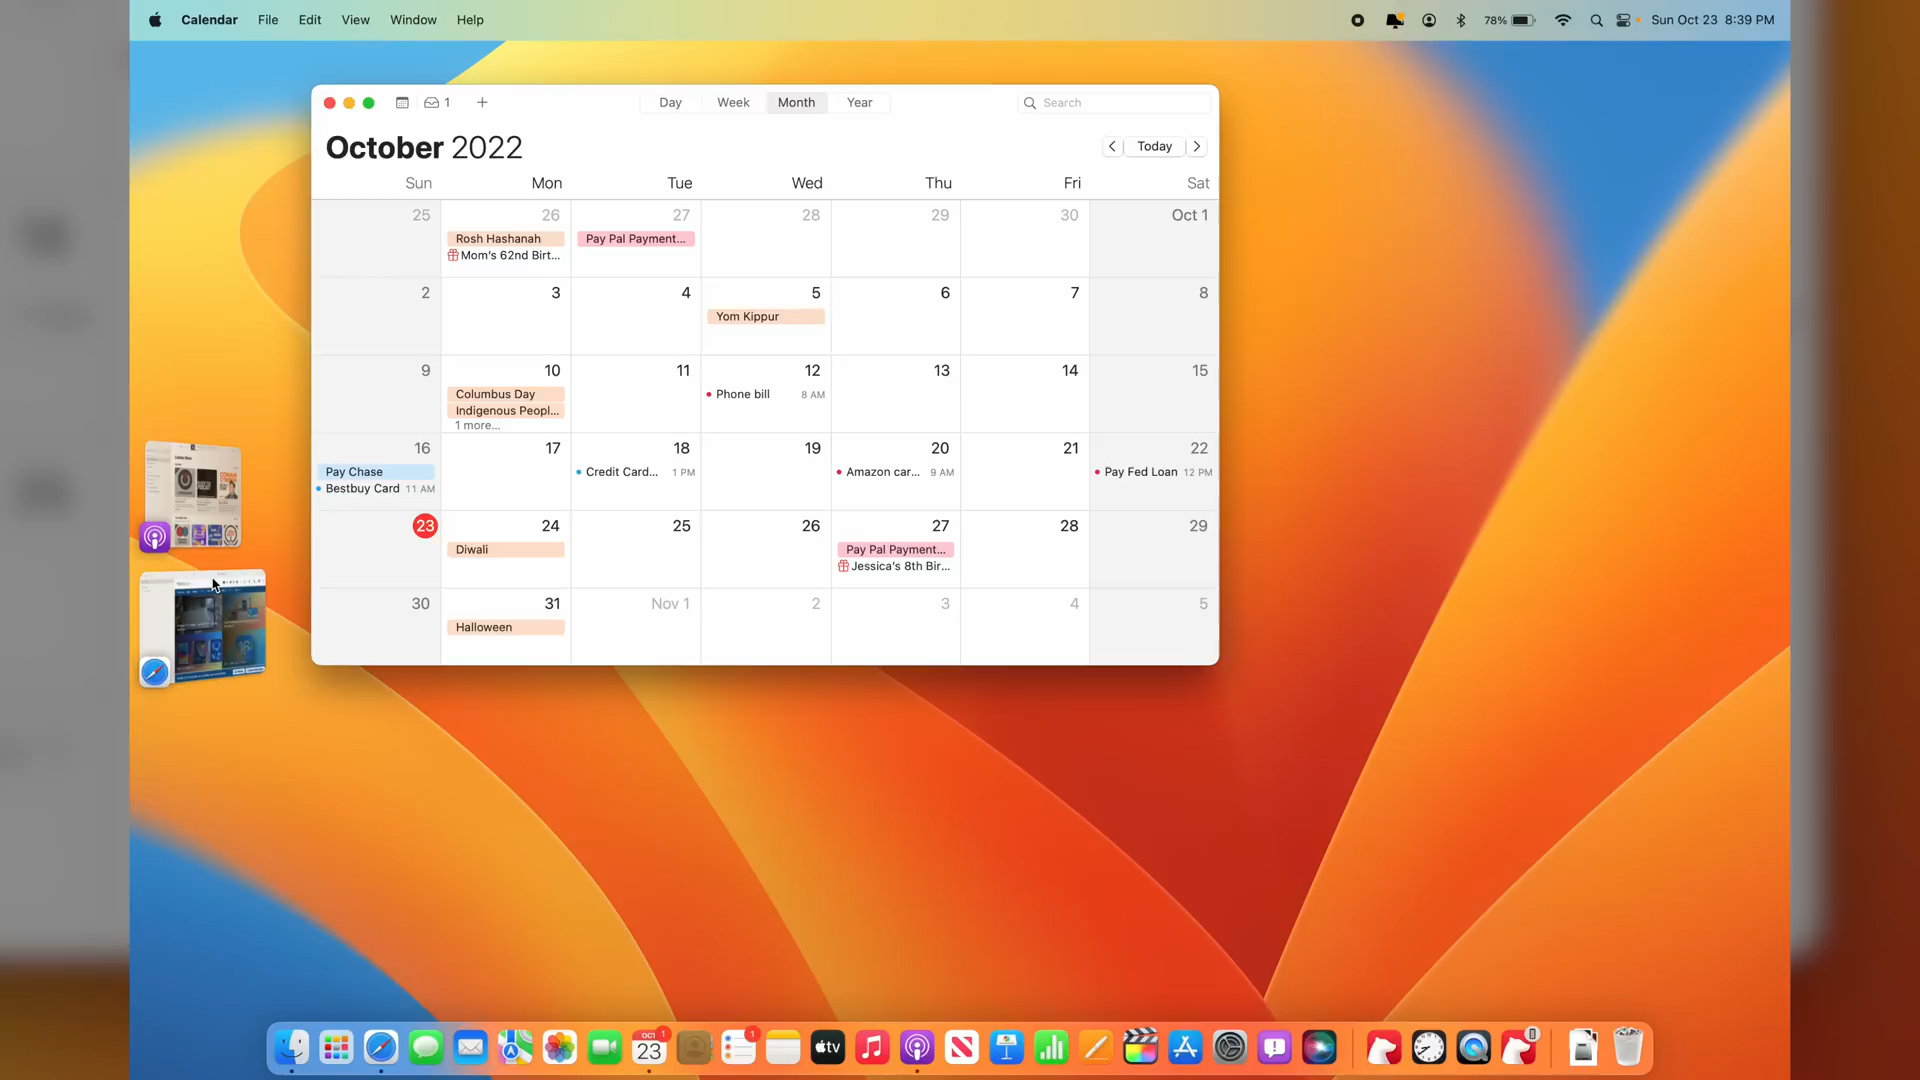 Calendar File Edit View Window Help 78% Sun Oct 23 8:39 PM
1 Day Week Month Year Search
October 2022 Today
Sun Mon Tue Wed Thu Fri Sat
25 26 27 28 29 30 Oct 1
Rosh Hashanah Pay Pal Payment...
Mom's 62nd Birt...
2 3 4 5 6 7 8
Yom Kippur
9 10 11 12 13 14 15
Columbus Day Phone bill 8 AM
Indigenous Peopl...
1 more...
16 17 18 19 20 21 22
Pay Chase Credit Card... 1 PM Amazon car... 9 AM Pay Fed Loan 12 PM
Bestbuy Card 11 AM
23 24 25 26 27 28 29
Diwali Pay Pal Payment...
Jessica's 8th Bir...
30 31 Nov 1 2 3 4 5
Halloween
OCT 1 1
23 tv